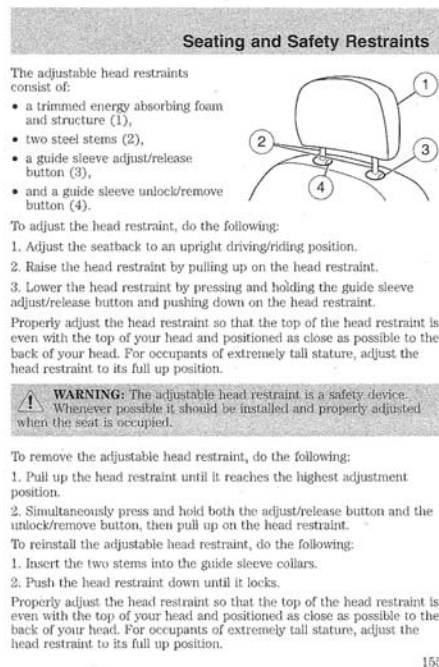 Seating and Safety Restraints
The adjustable head restraints
consist of:
• a trimmed energy absorbing foam
and structure (1),
• two steel stems (2),
• a guide sleeve adjust/release
button (3),
• and a guide sleeve unlock/remove
button (4).
1
2
3
4
To adjust the head restraint, do the following:
1. Adjust the seatback to an upright driving/riding position.
2. Raise the head restraint by pulling up on the head restraint.
3. Lower the head restraint by pressing and holding the guide sleeve
adjust/release button and pushing down on the head restraint.
Properly adjust the head restraint so that the top of the head restraint is
even with the top of your head and positioned as close as possible to the
back of your head. For occupants of extremely tall stature, adjust the
head restraint to its full up position.
WARNING: The adjustable head restraint is a safety device.
Whenever possible it should be installed and properly adjusted
when the seat is occupied.
To remove the adjustable head restraint, do the following:
1. Pull up the head restraint until it reaches the highest adjustment
position.
2. Simultaneously press and hold both the adjust/release button and the
unlock/remove button, then pull up on the head restraint.
To reinstall the adjustable head restraint, do the following:
1. Insert the two stems into the guide sleeve collars.
2. Push the head restraint down until it locks.
Properly adjust the head restraint so that the top of the head restraint is
even with the top of your head and positioned as close as possible to the
back of your head. For occupants of extremely tall stature, adjust the
head restraint to its full up position.